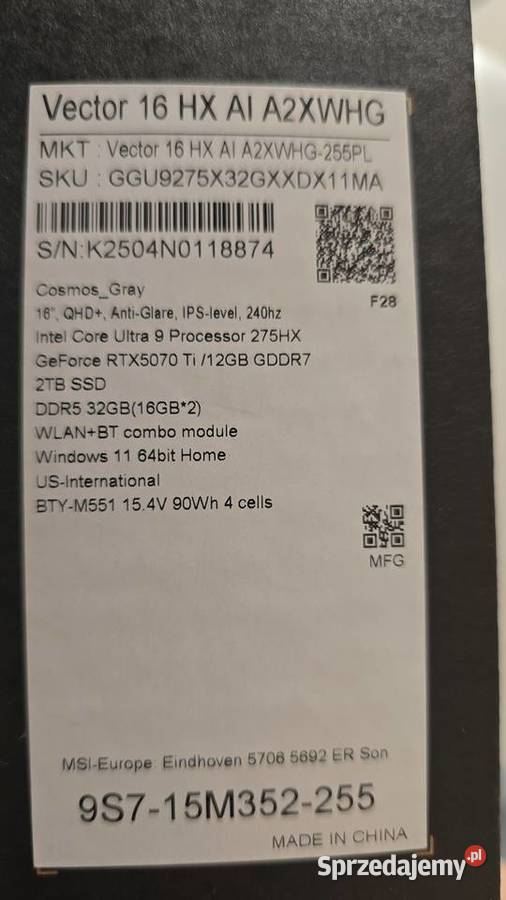 Vector 16 HX AI A2XWHG
MKT : Vector 16 HX AI A2XWHG-255PL
SKU : GGU9275X32GXXDX11MA
S/N:K2504N0118874
F28
Cosmos_Gray
16", QHD+, Anti-Glare, IPS-level, 240hz
Intel Core Ultra 9 Processor 275HX
GeForce RTX5070 Ti /12GB GDDR7
2TB SSD
DDR5 32GB(16GB*2)
WLAN+BT combo module
Windows 11 64bit Home
US-International
BTY-M551 15.4V 90Wh 4 cells
MFG
MSI-Europe: Eindhoven 5706 5692 ER Son
9S7-15M352-255
MADE IN CHINA
Sprzedajemy.pl